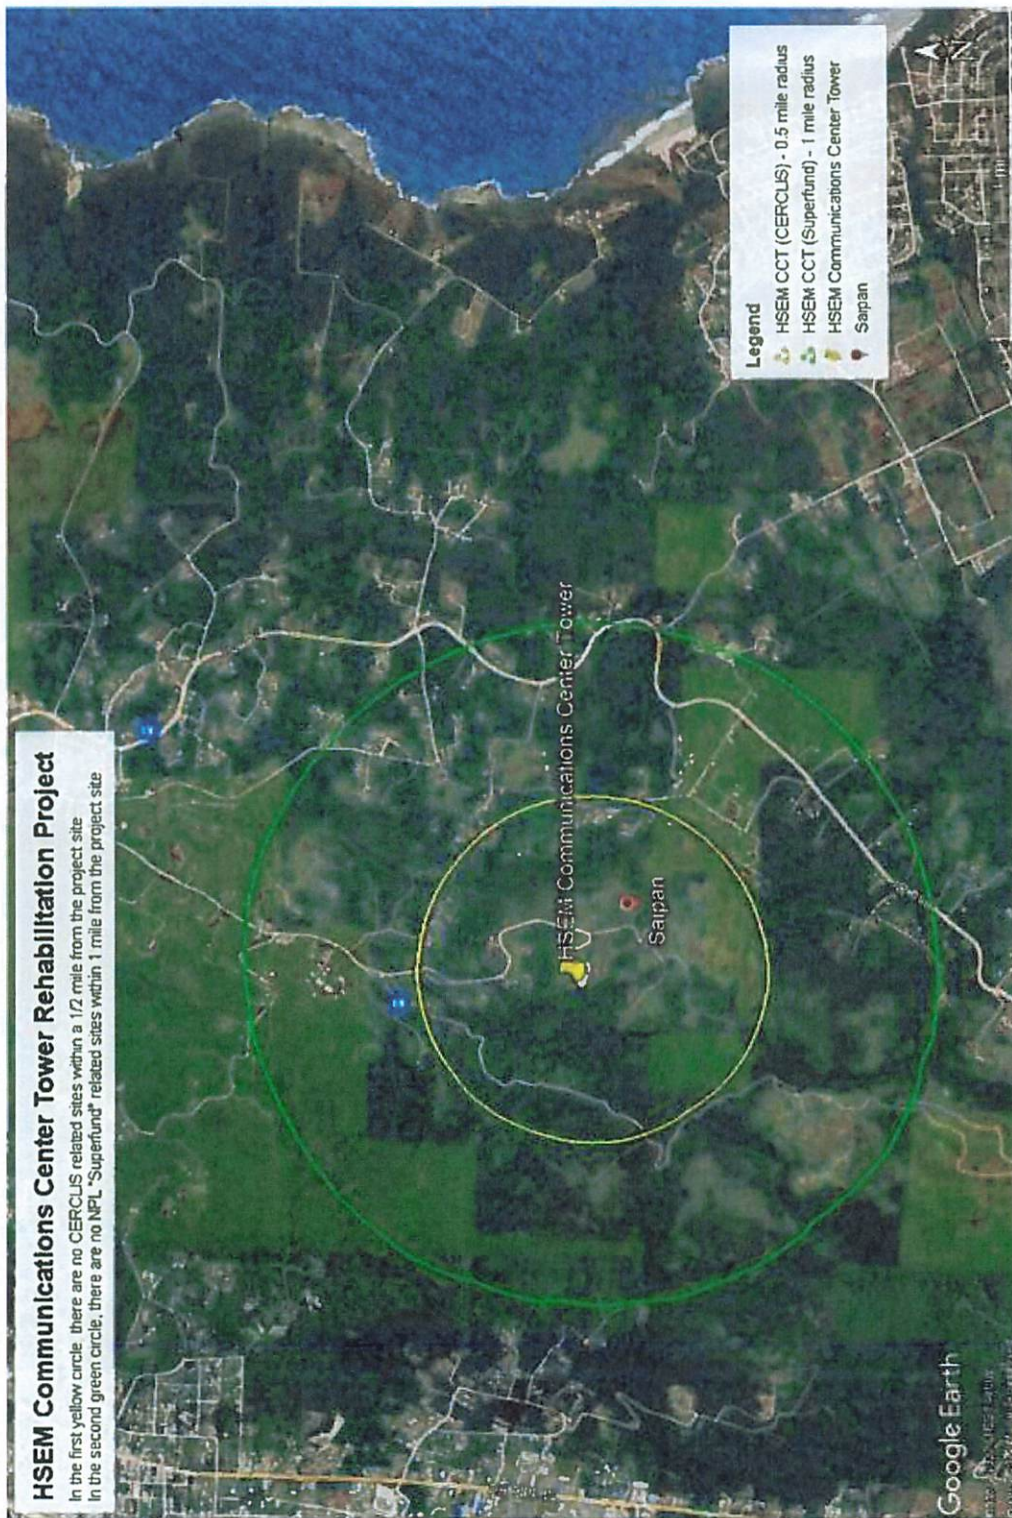 HSEM Communications Center Tower Rehabilitation Project
In the first yellow circle, there are no CERCLIS related sites within a 1/2 mile from the project site
In the second green circle, there are no NPL "Superfund" related sites within 1 mile from the project site
Legend
HSEM CCT (CERCLIS) - 0.5 mile radius
HSEM CCT (Superfund) - 1 mile radius
HSEM Communications Center Tower
Saipan
HSEM Communications Center Tower
Saipan
Google Earth
N
1 mi